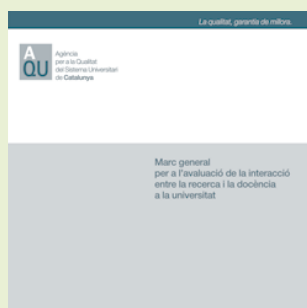 La qualitat, garantia de millora.
AQU
Agència
per a la Qualitat
del Sistema Universitari
de Catalunya
Marc general
per a l'avaluació de la interacció
entre la recerca i la docència
a la universitat